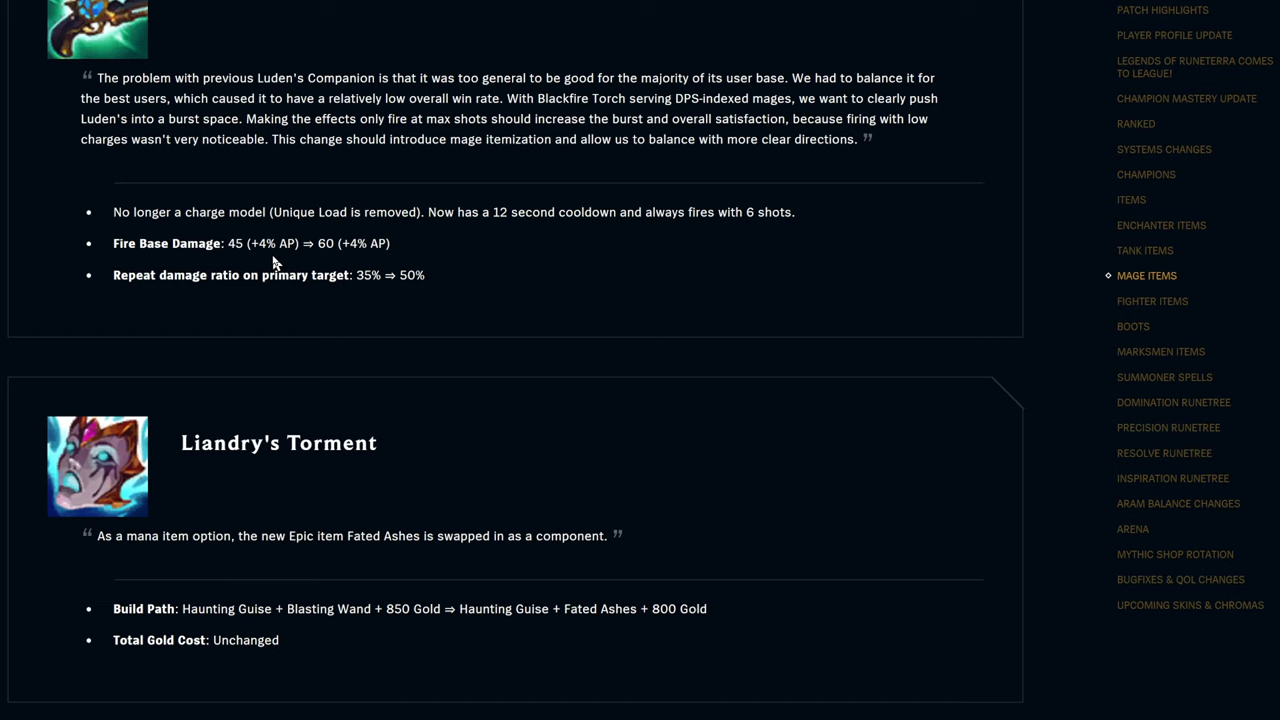 “ The problem with previous Luden's Companion is that it was too general to be good for the majority of its user base. We had to balance it for
the best users, which caused it to have a relatively low overall win rate. With Blackfire Torch serving DPS-indexed mages, we want to clearly push
Luden's into a burst space. Making the effects only fire at max shots should increase the burst and overall satisfaction, because firing with low
charges wasn't very noticeable. This change should introduce mage itemization and allow us to balance with more clear directions. ”
• No longer a charge model (Unique Load is removed). Now has a 12 second cooldown and always fires with 6 shots.
• Fire Base Damage: 45 (+4% AP) ⇒ 60 (+4% AP)
• Repeat damage ratio on primary target: 35% ⇒ 50%
Liandry's Torment
“ As a mana item option, the new Epic item Fated Ashes is swapped in as a component. ”
• Build Path: Haunting Guise + Blasting Wand + 850 Gold ⇒ Haunting Guise + Fated Ashes + 800 Gold
• Total Gold Cost: Unchanged
PATCH HIGHLIGHTS
PLAYER PROFILE UPDATE
LEGENDS OF RUNETERRA COMES
TO LEAGUE!
CHAMPION MASTERY UPDATE
RANKED
SYSTEMS CHANGES
CHAMPIONS
ITEMS
ENCHANTER ITEMS
TANK ITEMS
MAGE ITEMS
FIGHTER ITEMS
BOOTS
MARKSMEN ITEMS
SUMMONER SPELLS
DOMINATION RUNETREE
PRECISION RUNETREE
RESOLVE RUNETREE
INSPIRATION RUNETREE
ARAM BALANCE CHANGES
ARENA
MYTHIC SHOP ROTATION
BUGFIXES & QOL CHANGES
UPCOMING SKINS & CHROMAS